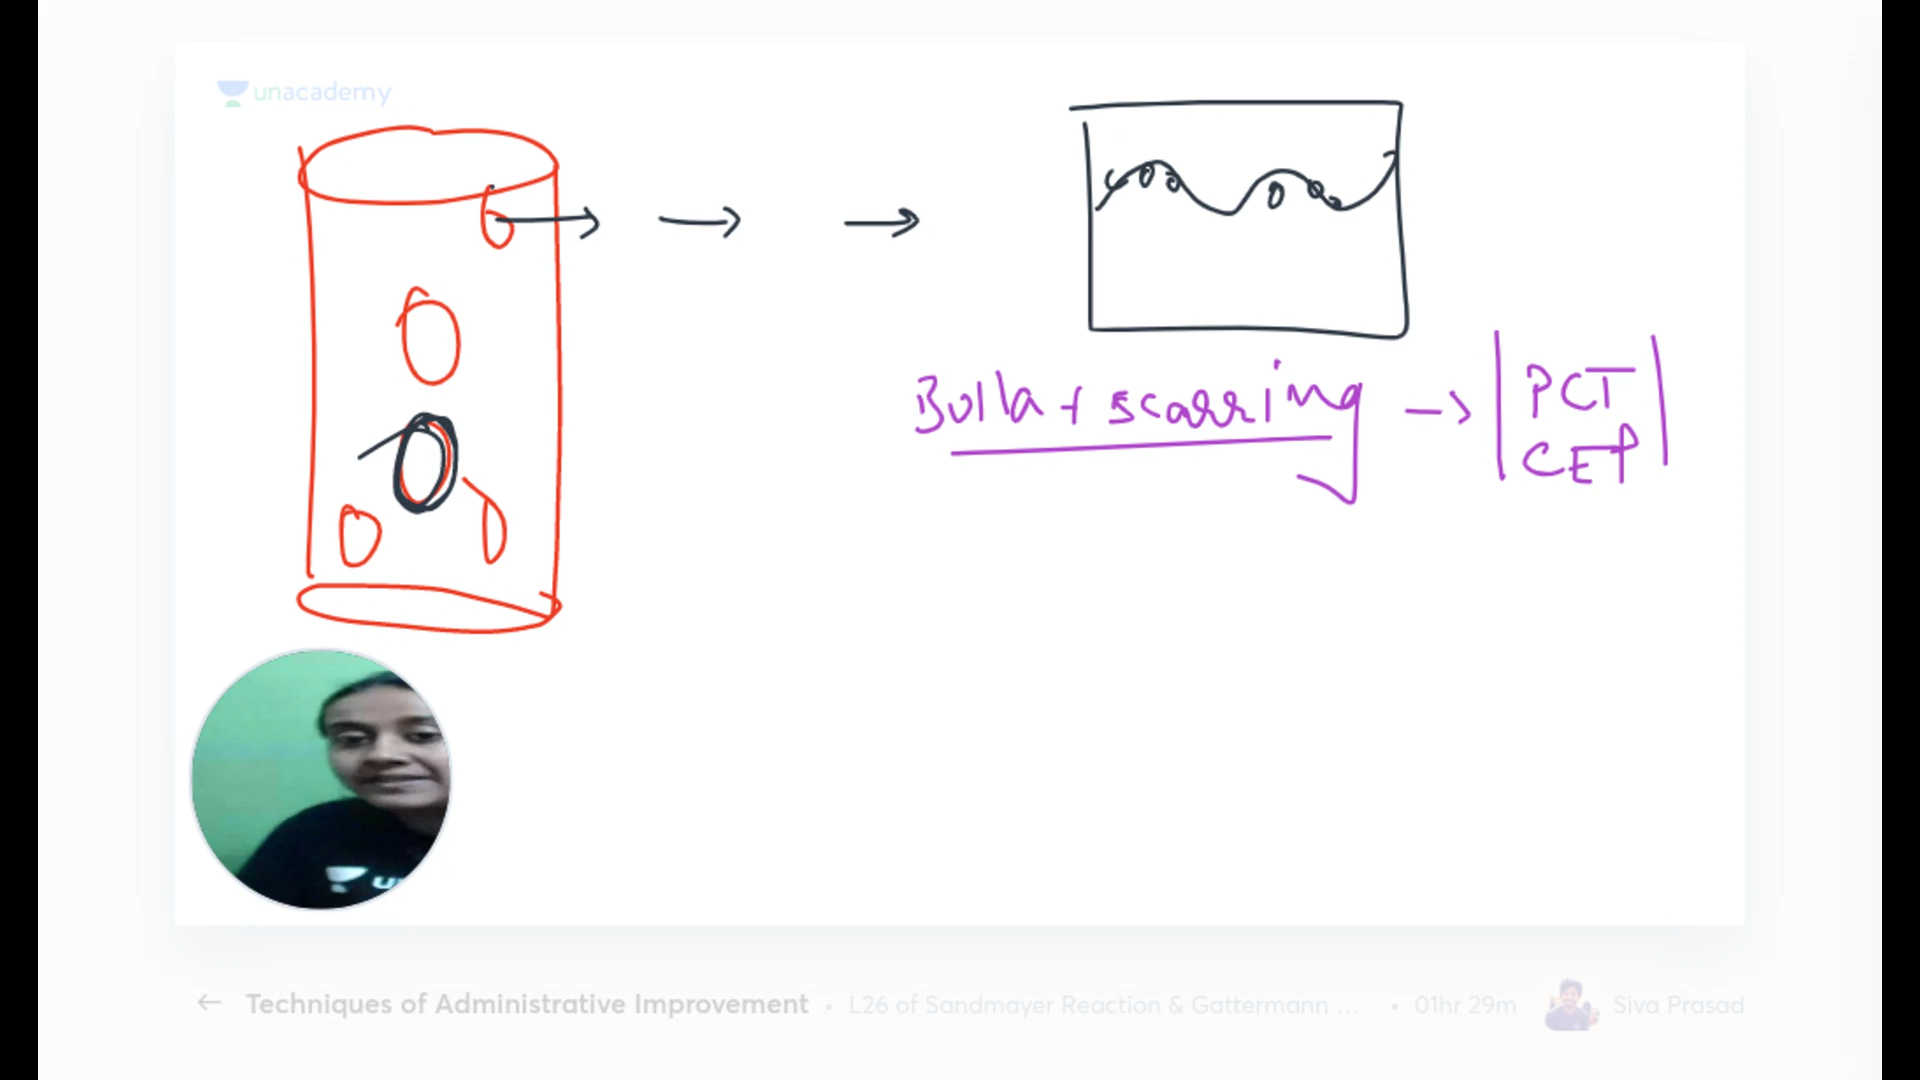 unacademy
Bulla + scarring → PCT
CEP
← Techniques of Administrative Improvement • L26 of Sandmayer Reaction & Gattermann ... • 01hr 29m Siva Prasad